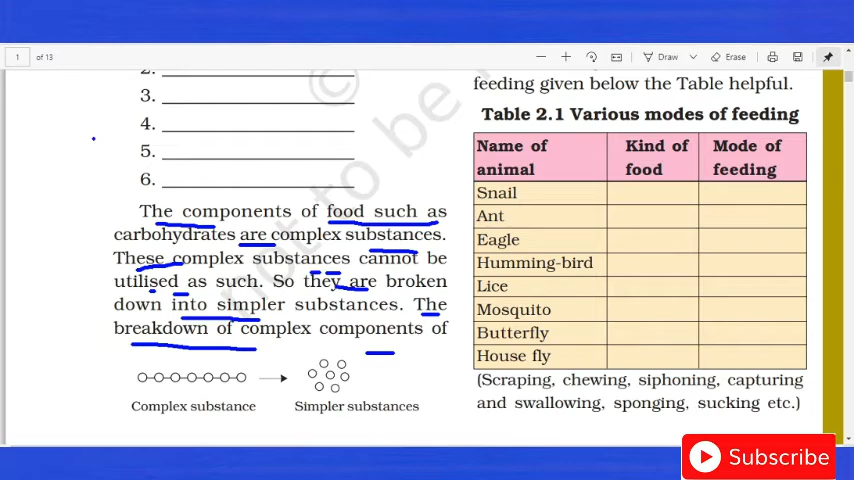 1 of 13
Draw
Erase
2.
3.
4.
5.
6.
The components of food such as
carbohydrates are complex substances.
These complex substances cannot be
utilised as such. So they are broken
down into simpler substances. The
breakdown of complex components of
Complex substance
Simpler substances
© not to be
feeding given below the Table helpful.
Table 2.1 Various modes of feeding
Name of animal Kind of food Mode of feeding
Snail
Ant
Eagle
Humming-bird
Lice
Mosquito
Butterfly
House fly
(Scraping, chewing, siphoning, capturing
and swallowing, sponging, sucking etc.)
Subscribe